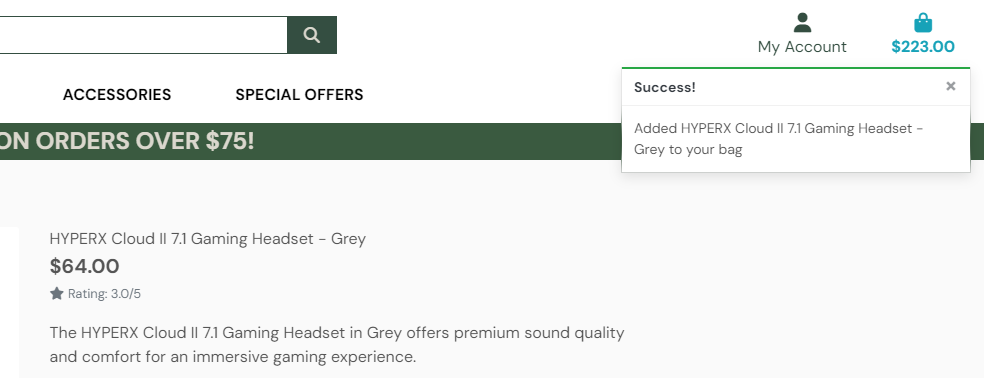 My Account
$223.00
ACCESSORIES
SPECIAL OFFERS
Success!
×
ON ORDERS OVER $75!
Added HYPERX Cloud II 7.1 Gaming Headset -
Grey to your bag
HYPERX Cloud II 7.1 Gaming Headset - Grey
$64.00
Rating: 3.0/5
The HYPERX Cloud II 7.1 Gaming Headset in Grey offers premium sound quality
and comfort for an immersive gaming experience.